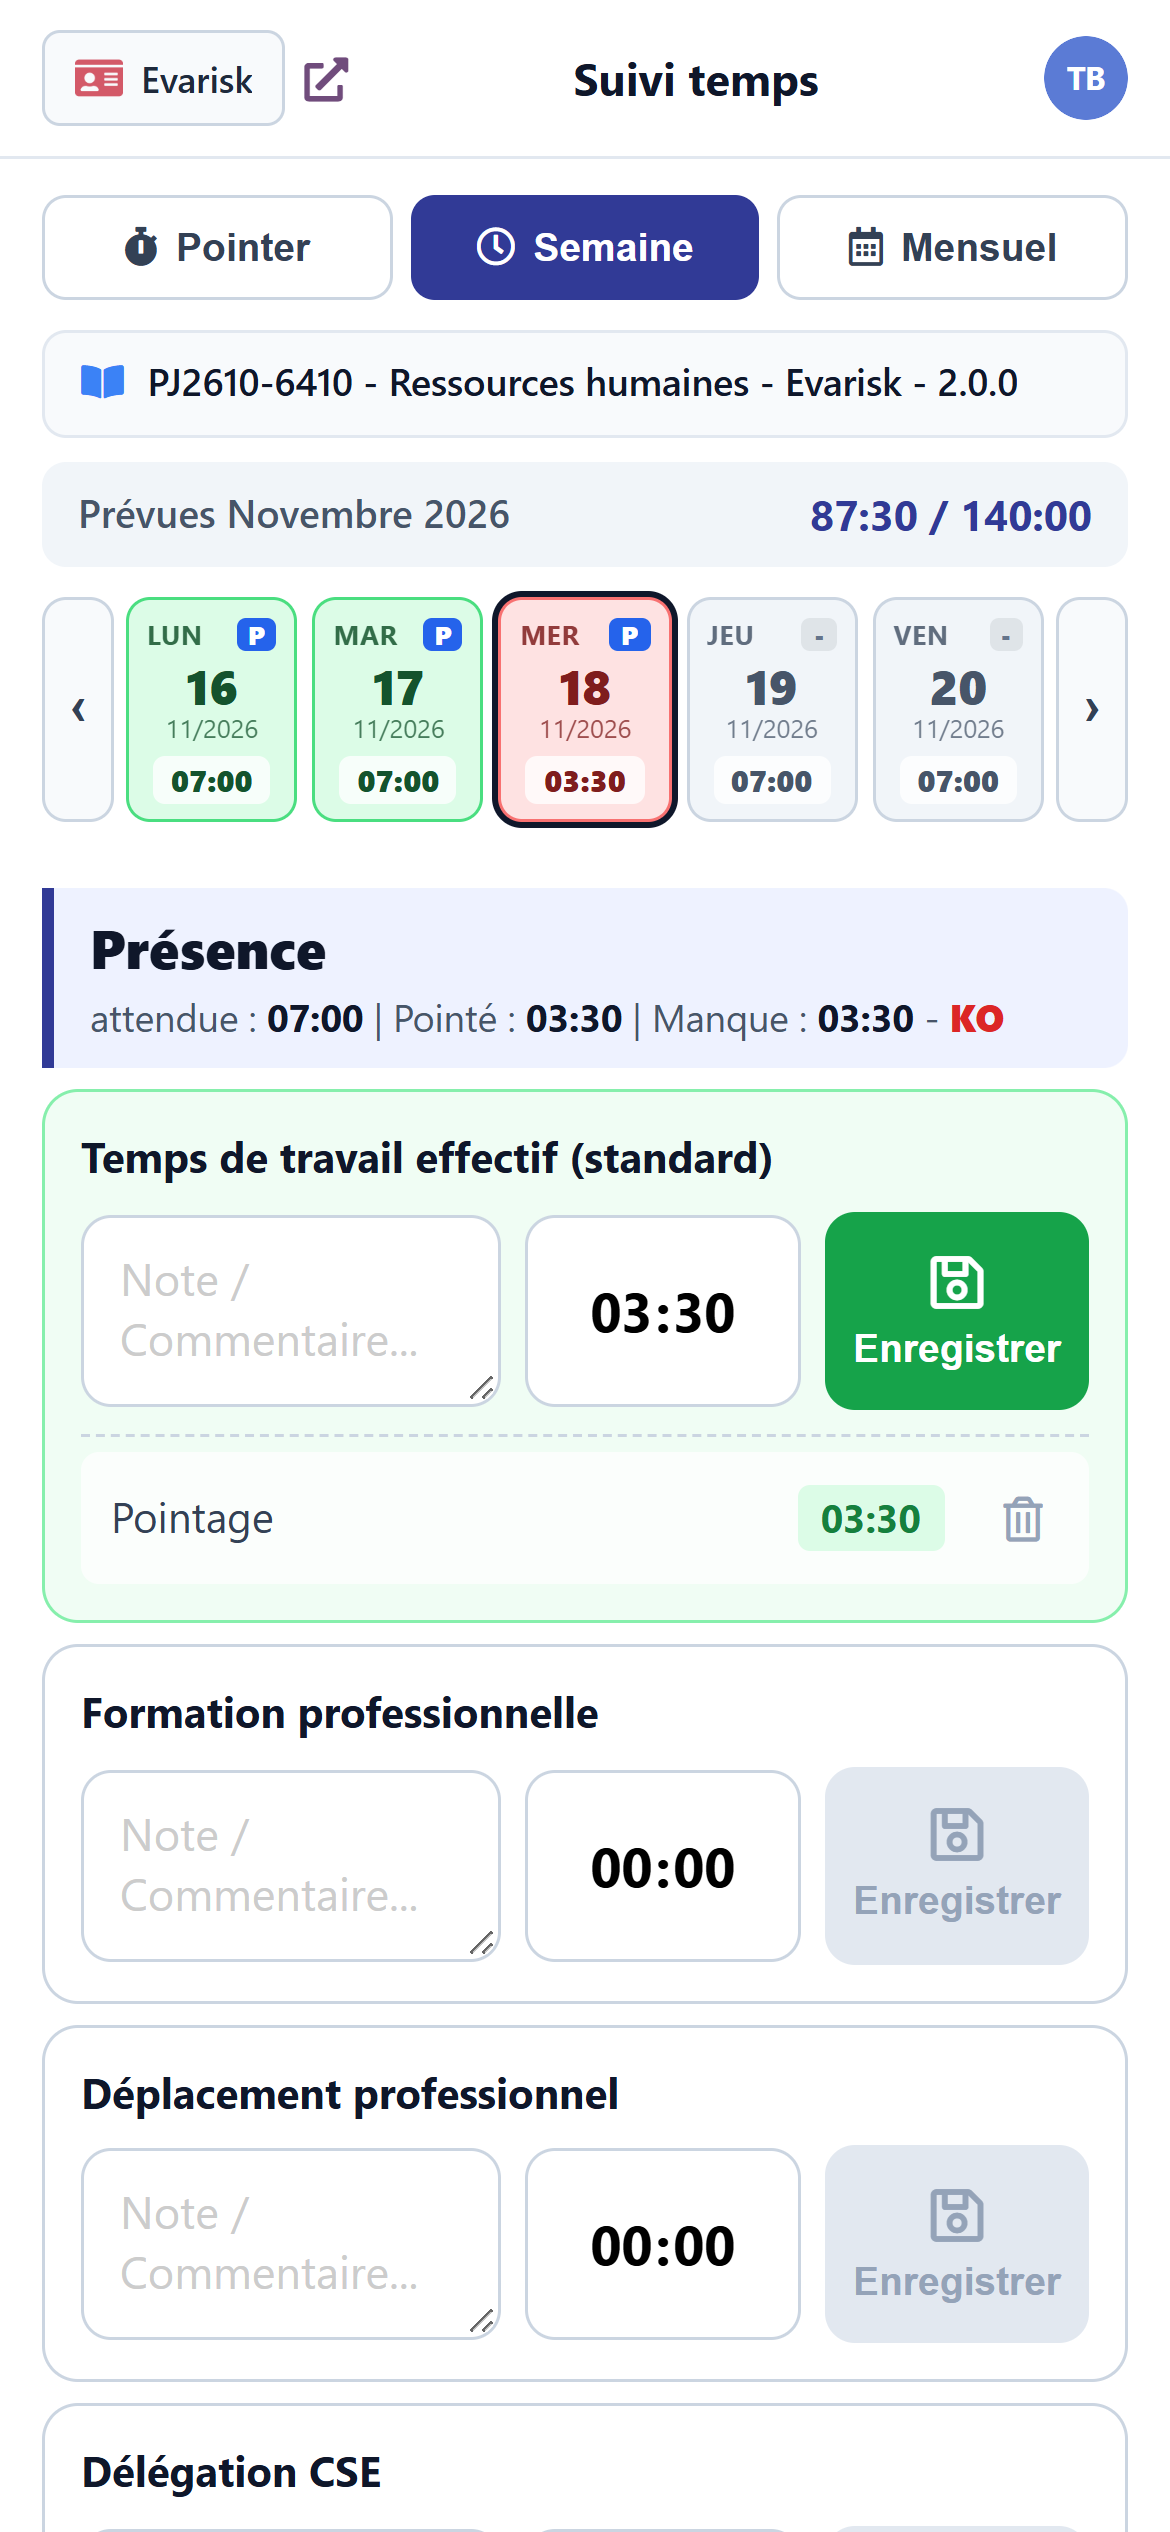 Evarisk
Suivi temps
TB
Pointer
Semaine
Mensuel
PJ2610-6410 - Ressources humaines - Evarisk - 2.0.0
Prévues Novembre 2026
87:30 / 140:00
‹
LUN P
16
11/2026
07:00
MAR P
17
11/2026
07:00
MER P
18
11/2026
03:30
JEU -
19
11/2026
07:00
VEN -
20
11/2026
07:00
›
Présence
attendue : 07:00 | Pointé : 03:30 | Manque : 03:30 - KO
Temps de travail effectif (standard)
Note /
Commentaire...
03:30
Enregistrer
Pointage
03:30
Formation professionnelle
Note /
Commentaire...
00:00
Enregistrer
Déplacement professionnel
Note /
Commentaire...
00:00
Enregistrer
Délégation CSE